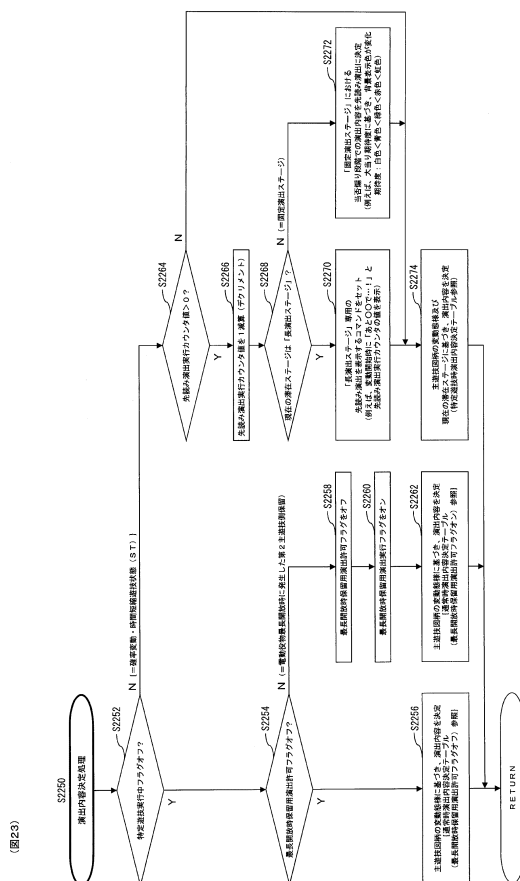 (図23)
S2250
演出内容決定処理
S2252
特定遊技実行中フラグオフ?
N [=確率変動・時間短縮遊技状態(ST)]
Y
S2254
最長開放時保留用演出許可フラグオフ?
N (=電動役物最長開放時に発生した第2主遊技側保留)
Y
S2256
主遊技図柄の変動態様に基づき、演出内容を決定
[通常時演出内容決定テーブル
(最長開放時保留用演出許可フラグオフ)参照]
S2258
最長開放時保留用演出許可フラグをオフ
S2260
最長開放時保留用演出実行フラグをオン
S2262
主遊技図柄の変動態様に基づき、演出内容を決定
[通常時演出内容決定テーブル
(最長開放時保留用演出許可フラグオン)参照]
S2264
先読み演出実行カウンタ値>0?
N
Y
S2266
先読み演出実行カウンタ値を1減算(デクリメント)
S2268
現在の滞在ステージは「長演出ステージ」?
N (=固定演出ステージ)
Y
S2270
「長演出ステージ」専用の
先読み演出を表示するコマンドをセット
(例えば、変動開始時に「あと〇〇で…!」と
先読み演出実行カウンタの値を表示)
S2272
「固定演出ステージ」における
当否煽り段階での演出内容を先読み演出に決定
(例えば、大当り期待度に基づき、背景表示色が変化
期待度:白色<青色<緑色<赤色<虹色)
S2274
主遊技図柄の変動態様及び
現在の滞在ステージに基づき、演出内容を決定
(特定遊技時演出内容決定テーブル参照)
RETURN